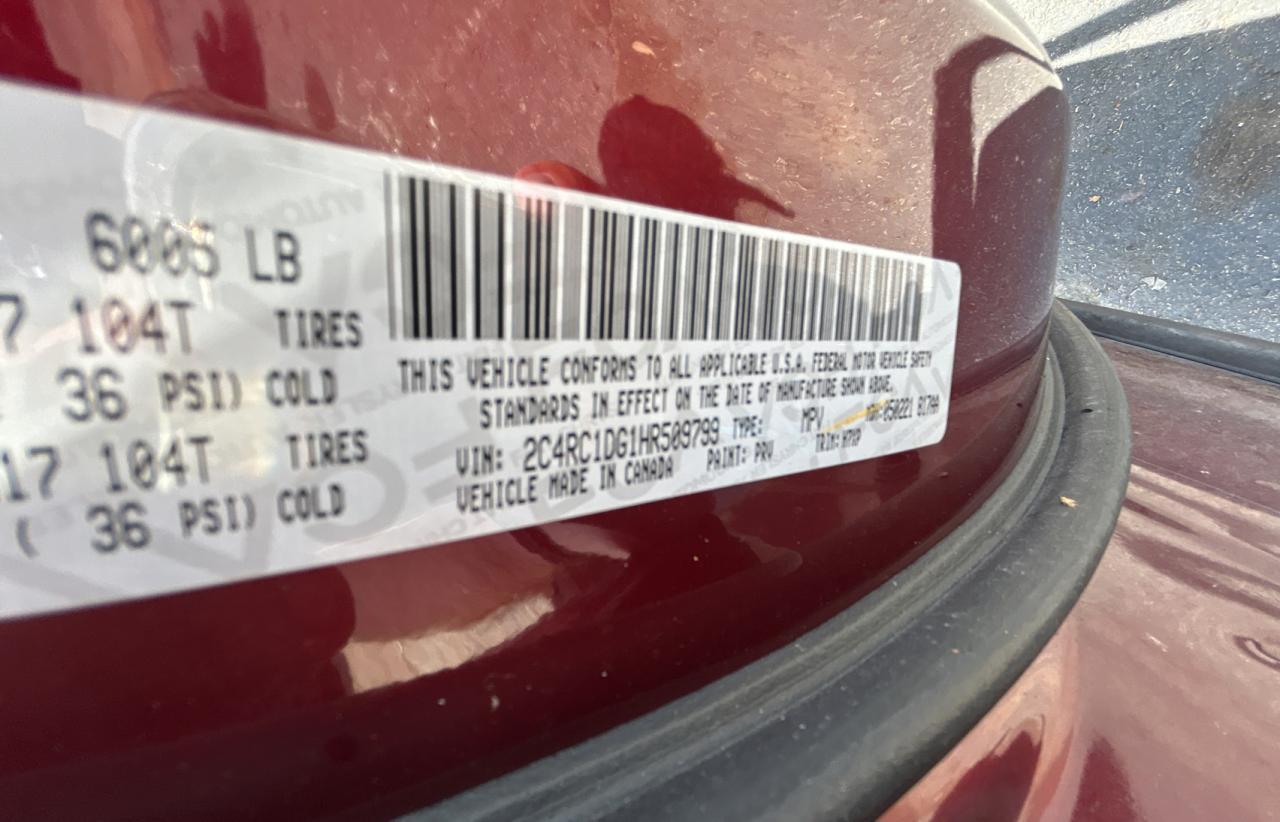 6005 LB
7 104T TIRES
36 PSI) COLD
17 104T TIRES
( 36 PSI) COLD
THIS VEHICLE CONFORMS TO ALL APPLICABLE U.S.A. FEDERAL MOTOR VEHICLE SAFETY
STANDARDS IN EFFECT ON THE DATE OF MANUFACTURE SHOWN ABOVE.
VIN: 2C4RC1DG1HR509799 TYPE: MPV 050221 817AA
VEHICLE MADE IN CANADA PAINT: PRV TRIM: